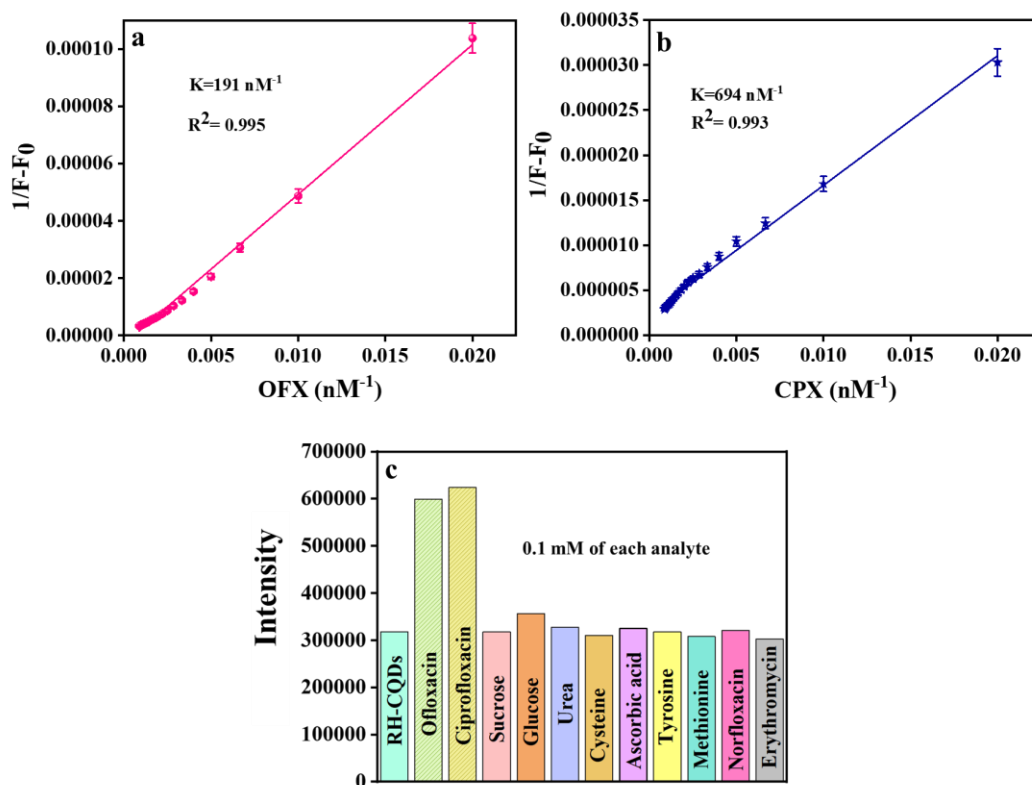 a
K=191 nM-1
R2= 0.995
1/F-F0
0.00010
0.00008
0.00006
0.00004
0.00002
0.00000
0.000 0.005 0.010 0.015 0.020
OFX (nM-1)
b
K=694 nM-1
R2= 0.993
1/F-F0
0.000035
0.000030
0.000025
0.000020
0.000015
0.000010
0.000005
0.000000
0.000 0.005 0.010 0.015 0.020
CPX (nM-1)
c
0.1 mM of each analyte
Intensity
700000
600000
500000
400000
300000
200000
100000
0
RH-CQDs
Ofloxacin
Ciprofloxacin
Sucrose
Glucose
Urea
Cysteine
Ascorbic acid
Tyrosine
Methionine
Norfloxacin
Erythromycin